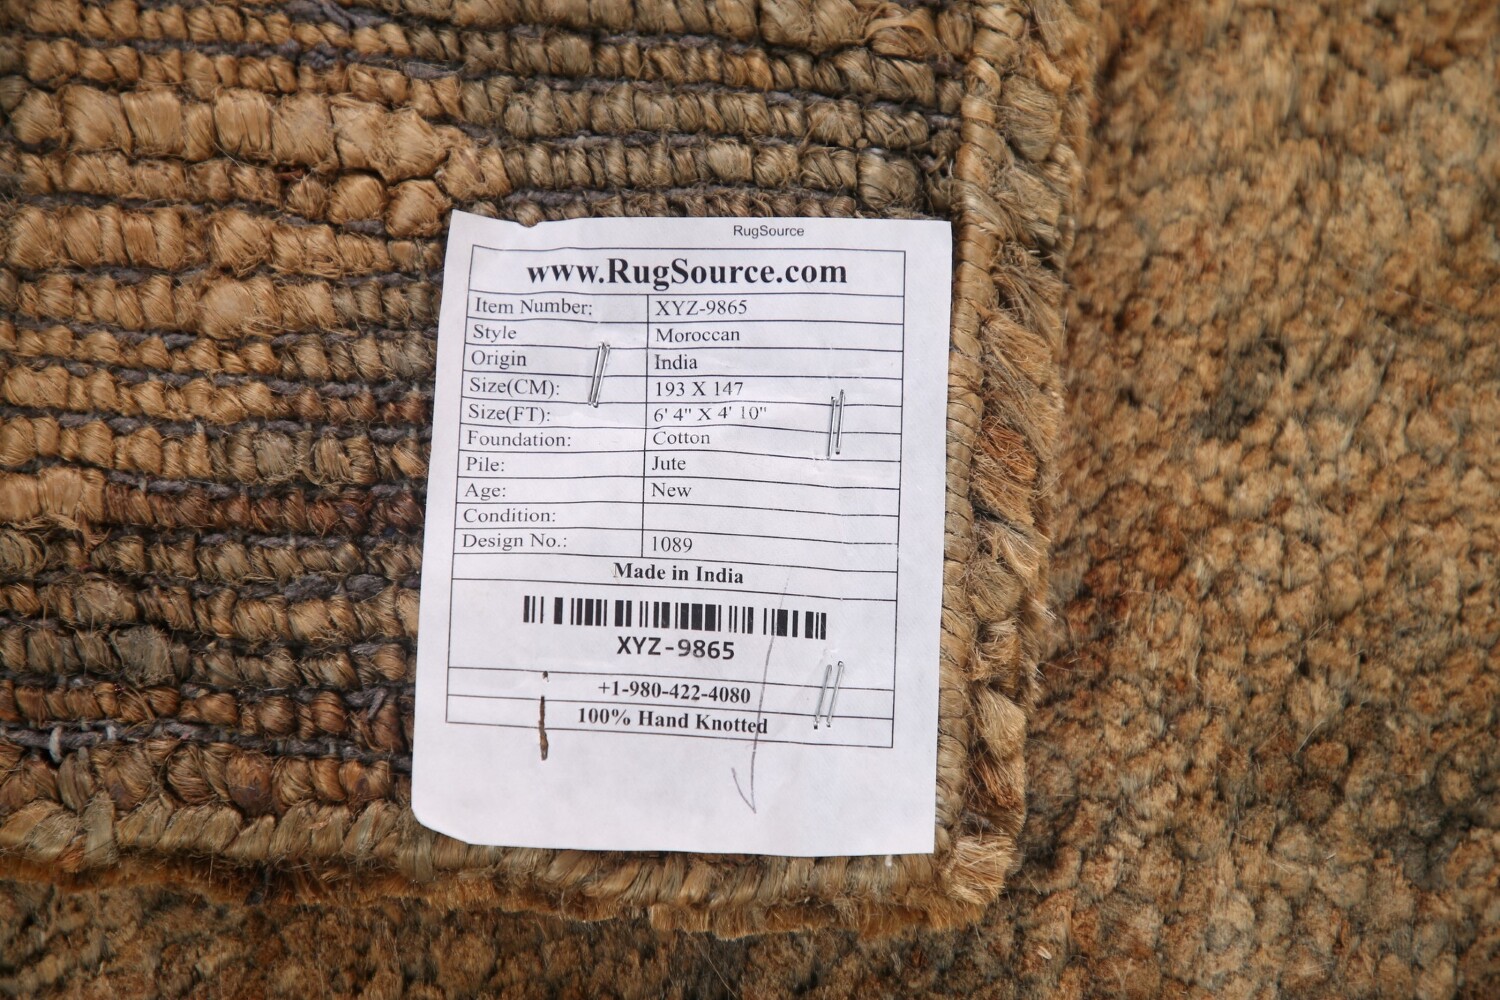 RugSource
www.RugSource.com
Item Number: XYZ-9865
Style Moroccan
Origin India
Size(CM): 193 X 147
Size(FT): 6' 4" X 4' 10"
Foundation: Cotton
Pile: Jute
Age: New
Condition:
Design No.: 1089
Made in India
XYZ-9865
+1-980-422-4080
100% Hand Knotted